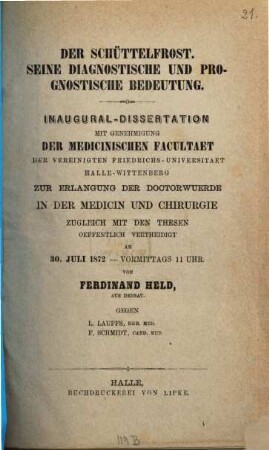 21.
DER SCHÜTTELFROST.
SEINE DIAGNOSTISCHE UND PRO-
GNOSTISCHE BEDEUTUNG.
INAUGURAL-DISSERTATION
MIT GENEHMIGUNG
DER MEDICINISCHEN FACULTAET
DER VEREINIGTEN FRIEDRICHS-UNIVERSITAET
HALLE-WITTENBERG
ZUR ERLANGUNG DER DOCTORWUERDE
IN DER MEDICIN UND CHIRURGIE
ZUGLEICH MIT DEN THESEN
OEFFENTLICH VERTHEIDIGT
AM
30. JULI 1872 — VORMITTAGS 11 UHR.
VON
FERDINAND HELD,
AUS
GEGEN
L. LAUFFS, MED.
F. SCHMIDT, CAND. MED.
HALLE,
BUCHDRUCKEREI VON LIPKE.
119 B